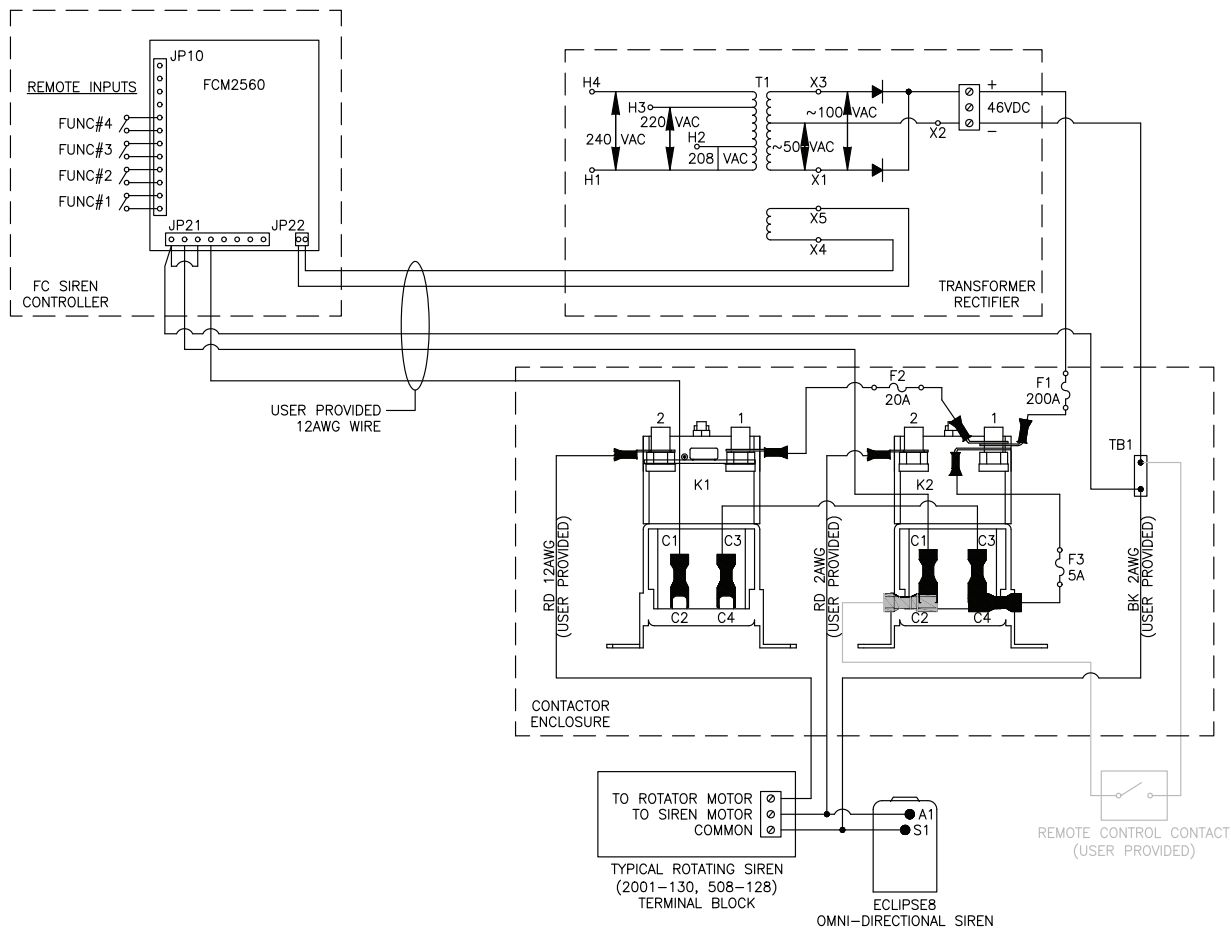 JP10
REMOTE INPUTS
FCM2560
FUNC#4
FUNC#3
FUNC#2
FUNC#1
JP21
JP22
FC SIREN
CONTROLLER
H4
T1
X3
+
H3
220 VAC
~100 VAC
46VDC
240 VAC
H2
X2
−
208 VAC
~50 VAC
H1
X1
X5
X4
TRANSFORMER
RECTIFIER
USER PROVIDED
12AWG WIRE
F2
20A
F1
200A
2
1
2
1
TB1
K1
K2
C1
C3
C1
C3
F3
5A
RD 12AWG
(USER PROVIDED)
RD 2AWG
(USER PROVIDED)
BK 2AWG
(USER PROVIDED)
C2
C4
C2
C4
CONTACTOR
ENCLOSURE
TO ROTATOR MOTOR
TO SIREN MOTOR
COMMON
A1
S1
REMOTE CONTROL CONTACT
(USER PROVIDED)
TYPICAL ROTATING SIREN
(2001−130, 508−128)
TERMINAL BLOCK
ECLIPSE8
OMNI−DIRECTIONAL SIREN